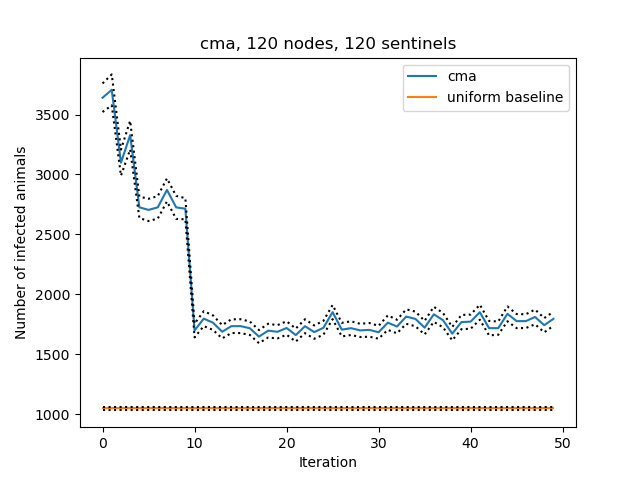 cma, 120 nodes, 120 sentinels
cma
uniform baseline
Number of infected animals
3500
3000
2500
2000
1500
1000
0 10 20 30 40 50
Iteration